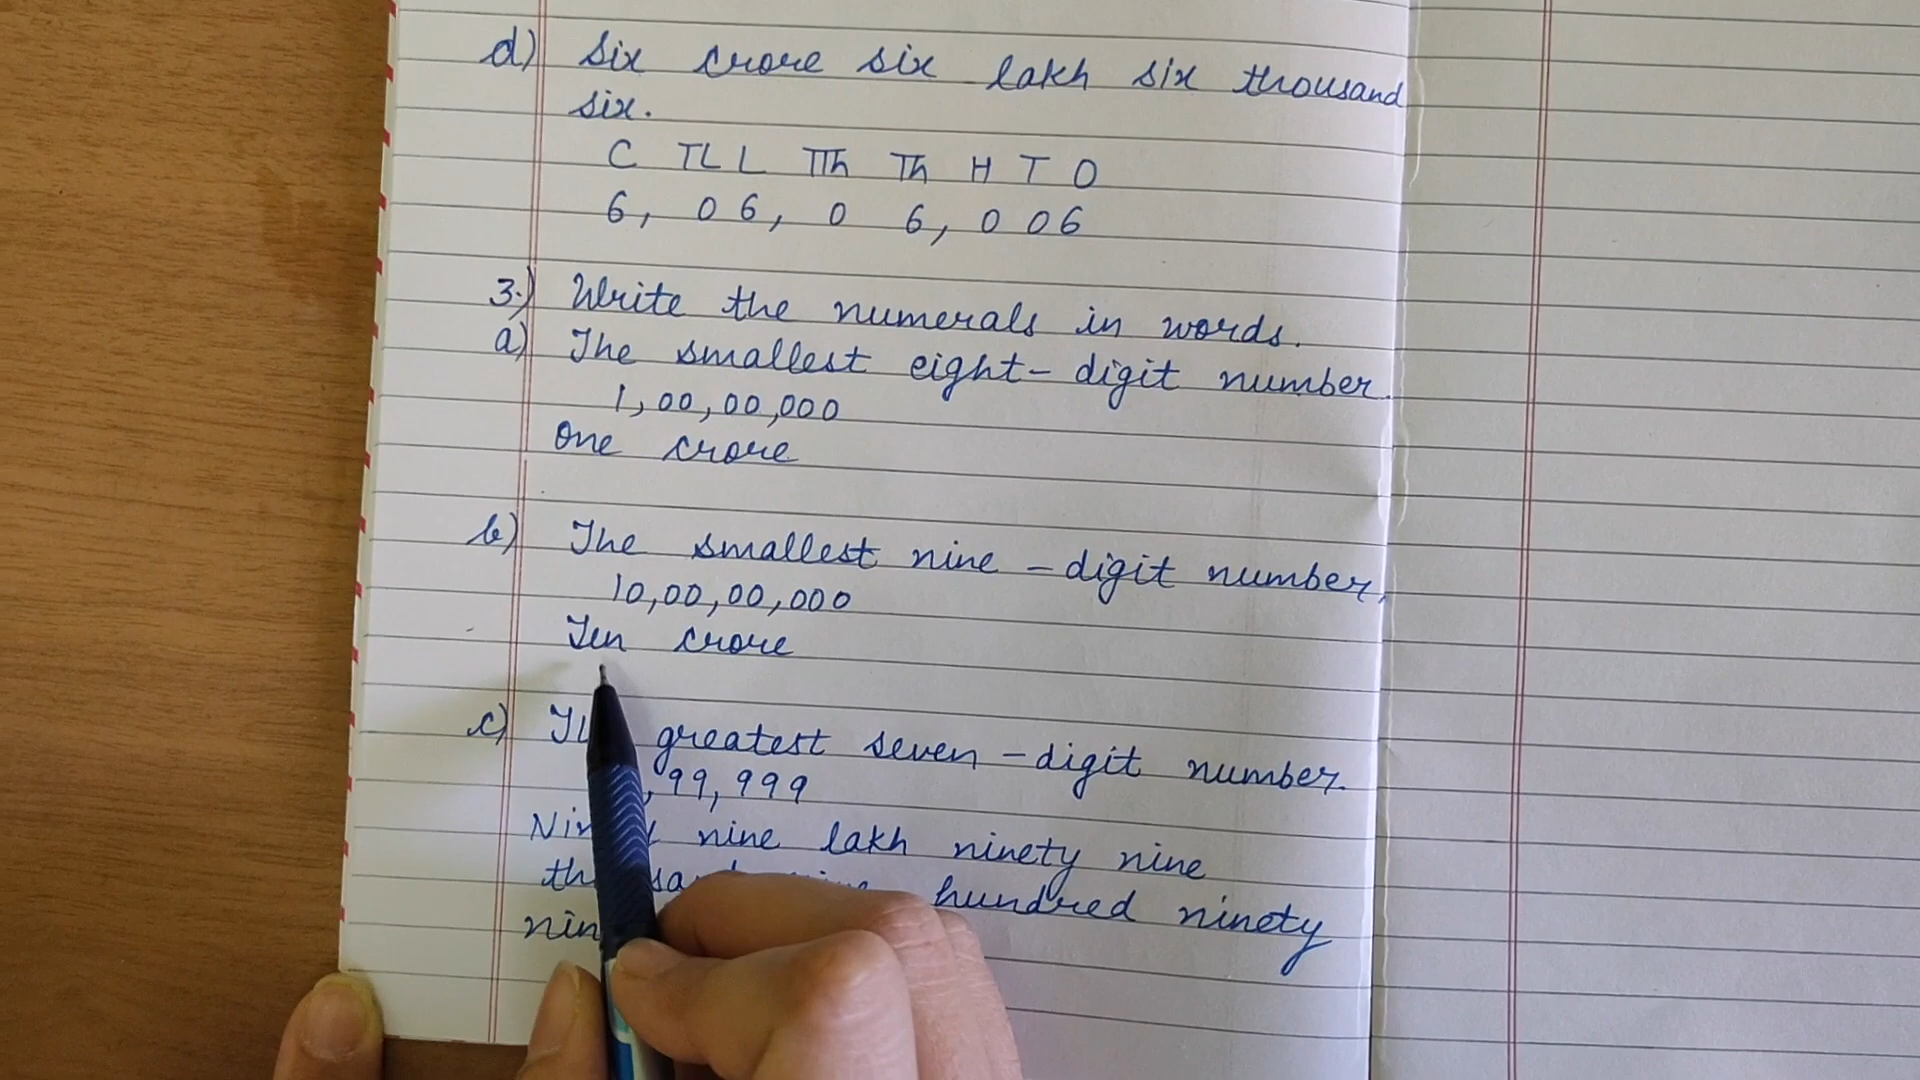 d) Six crore six lakh six thousand
six.
C TL L TTh Th H T O
6, 0 6, 0 6, 0 0 6
3.) Write the numerals in words.
a) The smallest eight-digit number.
1,00,00,000
One crore
b) The smallest nine-digit number.
10,00,00,000
Ten crore
c) greatest seven-digit number.
,99,999
nine lakh ninety nine
hundred ninety